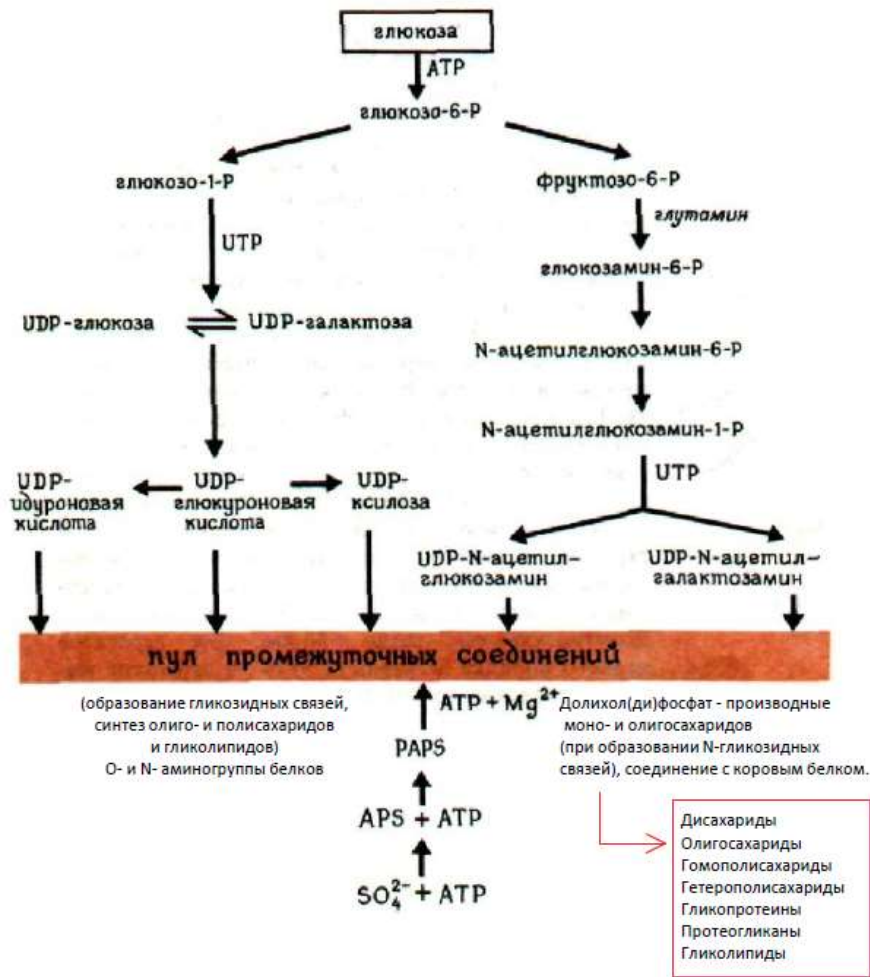 глюкоза
ATP
глюкозо-6-P
глюкозо-1-P
фруктозо-6-P
глутамин
UTP
глюкозамин-6-P
UDP-глюкоза
UDP-галактоза
N-ацетилглюкозамин-6-P
N-ацетилглюкозамин-1-P
UTP
UDP-
идуроновая
кислота
UDP-
глюкуроновая
кислота
UDP-
ксилоза
UDP-N-ацетил-
глюкозамин
UDP-N-ацетил-
галактозамин
пул промежуточных соединений
(образование гликозидных связей,
синтез олиго- и полисахаридов
и гликолипидов)
O- и N- аминогруппы белков
ATP + Mg²⁺
Долихол(ди)фосфат - производные
моно- и олигосахаридов
(при образовании N-гликозидных
связей), соединение с коровым белком.
PAPS
APS + ATP
SO₄²⁻ + ATP
Дисахариды
Олигосахариды
Гомополисахариды
Гетерополисахариды
Гликопротеины
Протеогликаны
Гликолипиды